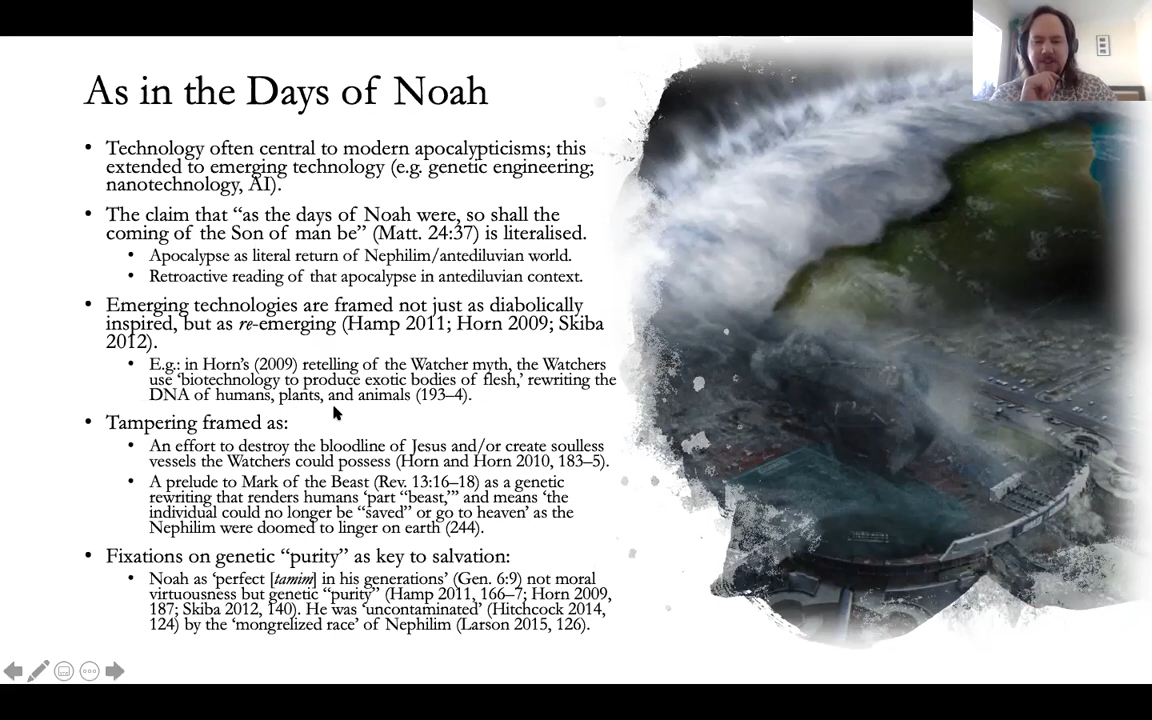 As in the Days of Noah
• Technology often central to modern apocalypticisms; this
extended to emerging technology (e.g. genetic engineering;
nanotechnology, AI).
• The claim that “as the days of Noah were, so shall the
coming of the Son of man be” (Matt. 24:37) is literalised.
• Apocalypse as literal return of Nephilim/antediluvian world.
• Retroactive reading of that apocalypse in antediluvian context.
• Emerging technologies are framed not just as diabolically
inspired, but as re-emerging (Hamp 2011; Horn 2009; Skiba
2012).
• E.g.: in Horn’s (2009) retelling of the Watcher myth, the Watchers
use ‘biotechnology to produce exotic bodies of flesh,’ rewriting the
DNA of humans, plants, and animals (193–4).
• Tampering framed as:
• An effort to destroy the bloodline of Jesus and/or create soulless
vessels the Watchers could possess (Horn and Horn 2010, 183–5).
• A prelude to Mark of the Beast (Rev. 13:16–18) as a genetic
rewriting that renders humans ‘part “beast,”’ and means ‘the
individual could no longer be “saved” or go to heaven’ as the
Nephilim were doomed to linger on earth (244).
• Fixations on genetic “purity” as key to salvation:
• Noah as ‘perfect [tamim] in his generations’ (Gen. 6:9) not moral
virtuousness but genetic “purity” (Hamp 2011, 166–7; Horn 2009,
187; Skiba 2012, 140). He was ‘uncontaminated’ (Hitchcock 2014,
124) by the ‘mongrelized race’ of Nephilim (Larson 2015, 126).